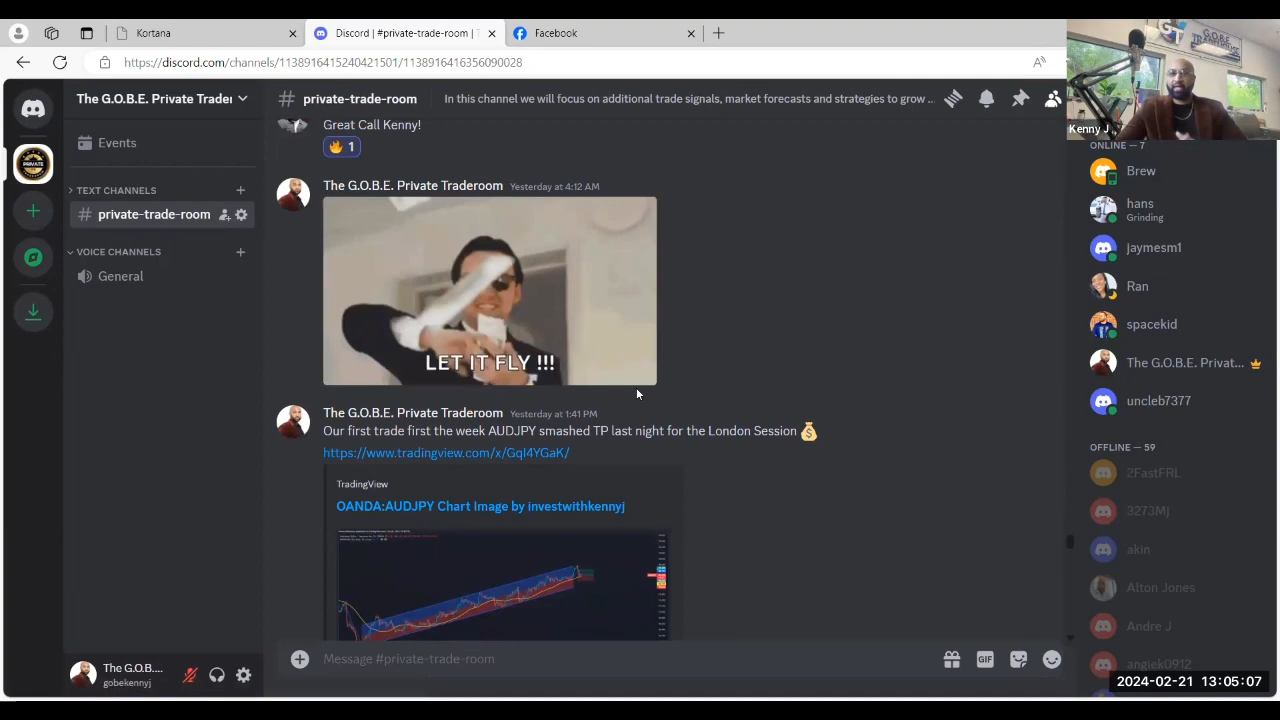 Kortana
Discord | #private-trade-room | T
Facebook
https://discord.com/channels/1138916415240421901/1139916416356090028
The G.O.B.E. Private Trader
private-trade-room
In this channel we will focus on additional trade signals, market forecasts and strategies to grow ...
Kenny J
Events
TEXT CHANNELS
private-trade-room
VOICE CHANNELS
General
Great Call Kenny!
1
The G.O.B.E. Private Traderoom Yesterday at 4:12 AM
LET IT FLY !!!
The G.O.B.E. Private Traderoom Yesterday at 1:41 PM
Our first trade first the week AUDJPY smashed TP last night for the London Session
https://www.tradingview.com/x/GqI4YGaK/
TradingView
OANDA:AUDJPY Chart Image by investwithkennyj
Message #private-trade-room
GIF
The G.O.B....
gobekennyj
ONLINE — 7
Brew
hans
Grinding
jaymesm1
Ran
spacekid
The G.O.B.E. Privat...
uncleb7377
OFFLINE — 59
2FastFRL
3273MJ
akin
Alton Jones
Andre J
angiek0912
2024-02-21 13:05:07